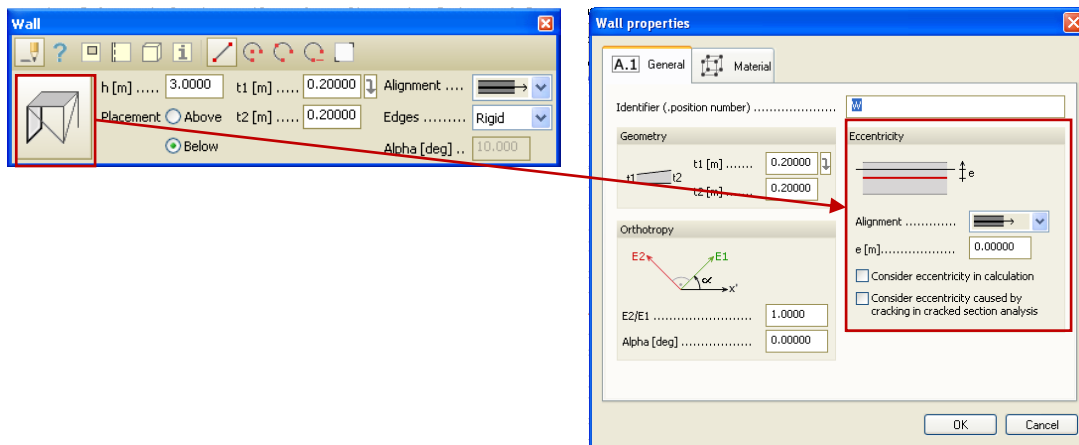 Wall
h [m] ..... 3.0000 t1 [m] ..... 0.20000 Alignment ....
Placement Above t2 [m] ..... 0.20000 Edges ......... Rigid
Below Alpha [deg] .. 10.000
Wall properties
A.1 General Material
Identifier (.position number) .................... W
Geometry
t1 [m] ....... 0.20000
t1 t2
t2 [m] ....... 0.20000
Orthotropy
E2 E1
α
x'
E2/E1 ........................ 1.0000
Alpha [deg] ................. 0.00000
Eccentricity
e
Alignment ............
e [m].................. 0.00000
Consider eccentricity in calculation
Consider eccentricity caused by
cracking in cracked section analysis
OK Cancel